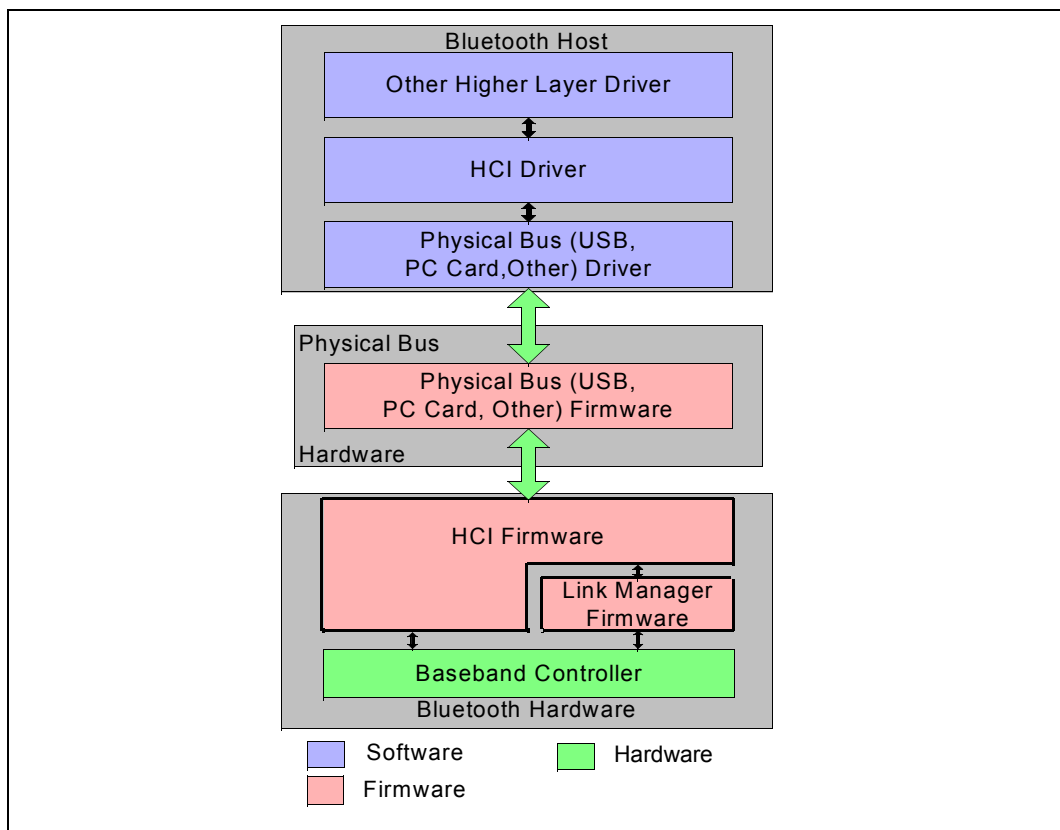 Bluetooth Host
Other Higher Layer Driver
HCI Driver
Physical Bus (USB,
PC Card,Other) Driver
Physical Bus
Physical Bus (USB,
PC Card, Other) Firmware
Hardware
HCI Firmware
Link Manager
Firmware
Baseband Controller
Bluetooth Hardware
Software
Hardware
Firmware